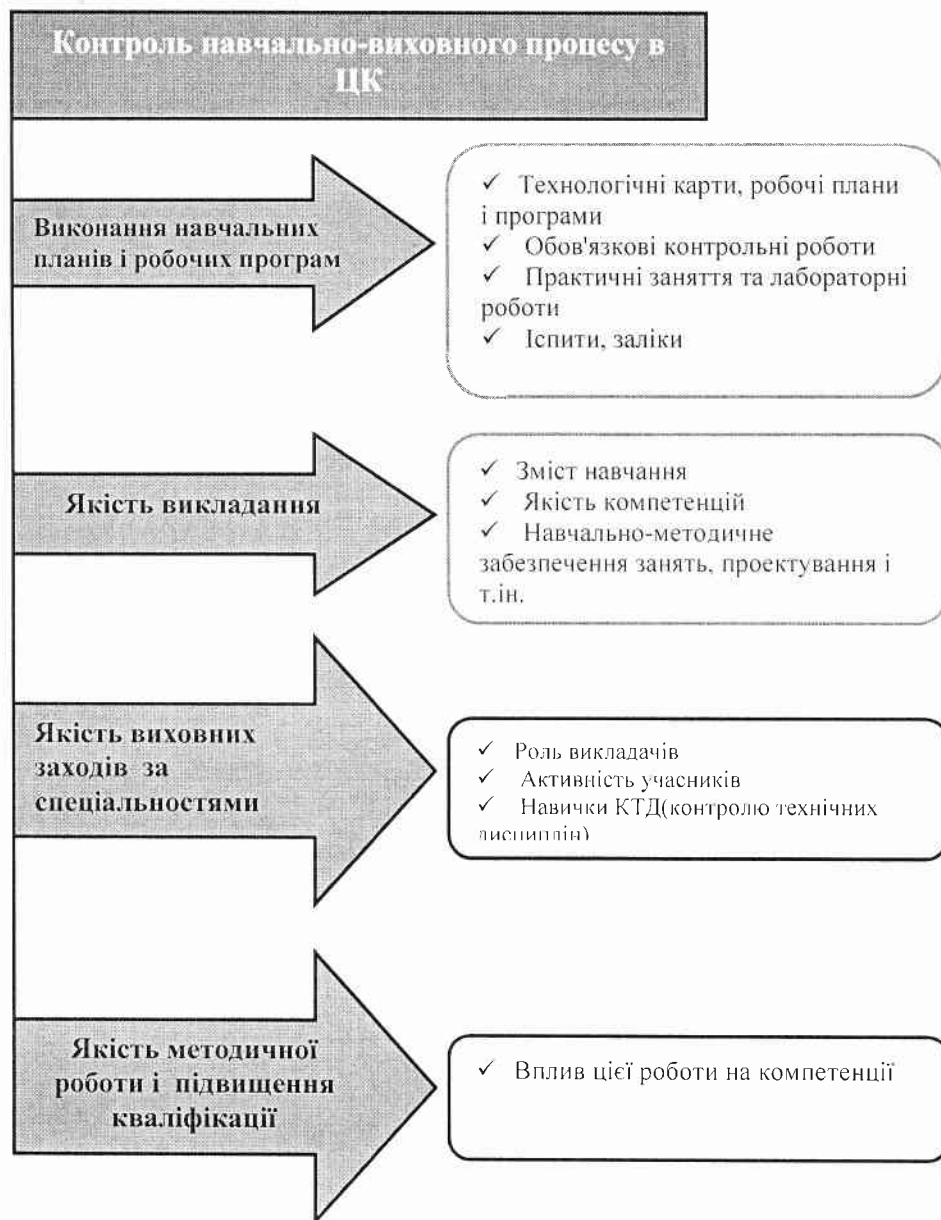 Контроль навчально-виховного процесу в
ЦК
Виконання навчальних
планів і робочих програм
✓ Технологічні карти, робочі плани
і програми
✓ Обов'язкові контрольні роботи
✓ Практичні заняття та лабораторні
роботи
✓ Іспити, заліки
Якість викладання
✓ Зміст навчання
✓ Якість компетенцій
✓ Навчально-методичне
забезпечення занять, проектування і
т.ін.
Якість виховних
заходів за
спеціальностями
✓ Роль викладачів
✓ Активність учасників
✓ Навички КТД(контролю технічних
дисциплін)
Якість методичної
роботи і підвищення
кваліфікації
✓ Вплив цієї роботи на компетенції